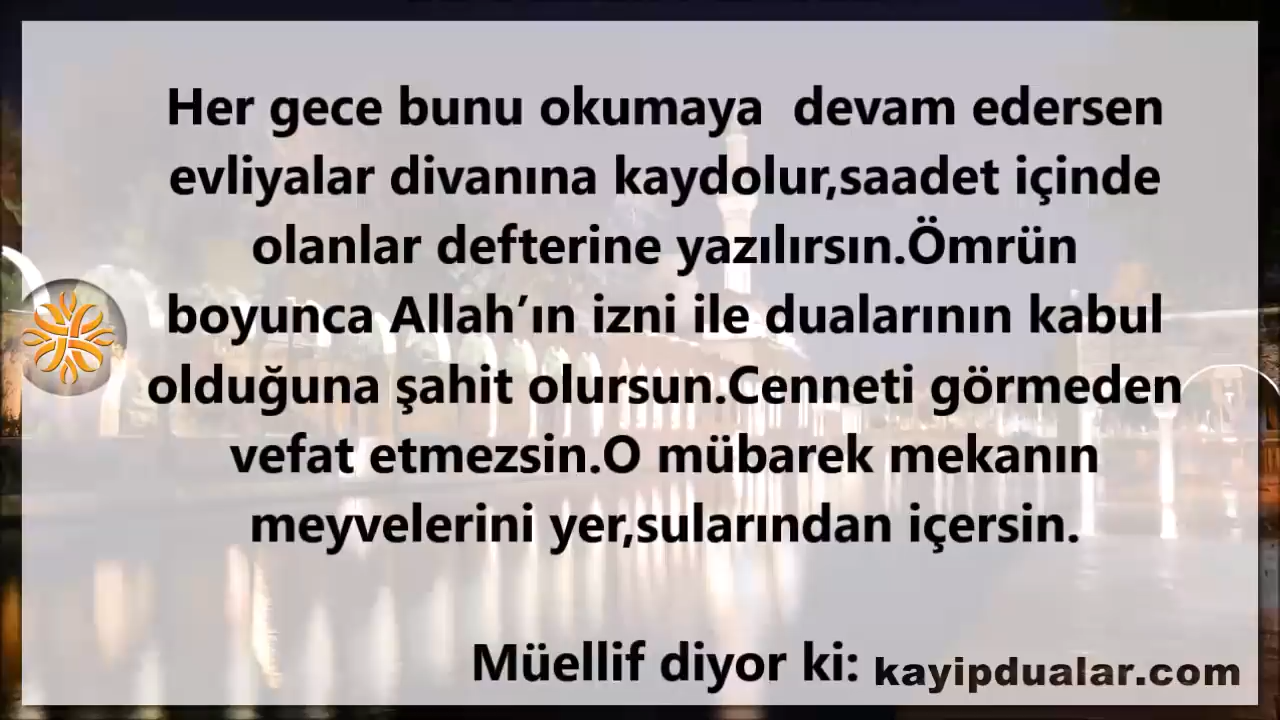 Her gece bunu okumaya  devam edersen
evliyalar divanına kaydolur,saadet içinde
olanlar defterine yazılırsın.Ömrün
boyunca Allah’ın izni ile dualarının kabul
olduğuna şahit olursun.Cenneti görmeden
vefat etmezsin.O mübarek mekanın
meyvelerini yer,sularından içersin.
Müellif diyor ki: kayipdualar.com